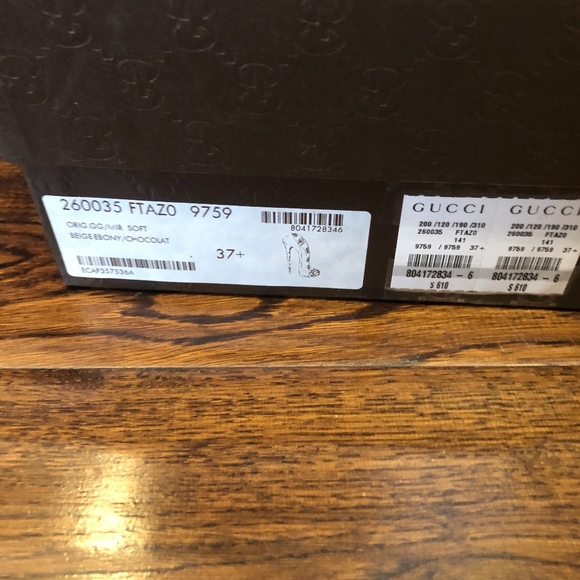 260035 FTAZ0 9759
ORIG.GG/MIR SOFT
BEIGE-EBONY/CHOCOLAT
8041728346
37+
ECAP357536A
GUCCI
200 /120 /190 /310
260035 FTAZO
141
9759 / 9759 37+
804172834 - 6
$ 610
GUCCI
200 /120 /190 /310
260035 FTAZO
141
9759 / 9759 37+
804172834 - 6
$ 610